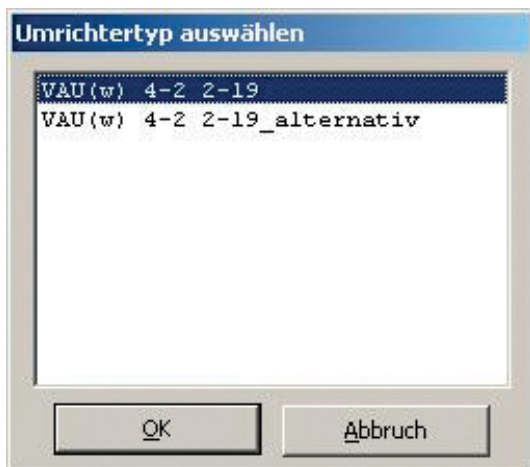 Umrichtertyp auswählen
VAU(w) 4-2 2-19
VAU(w) 4-2 2-19_alternativ
OK
Abbruch